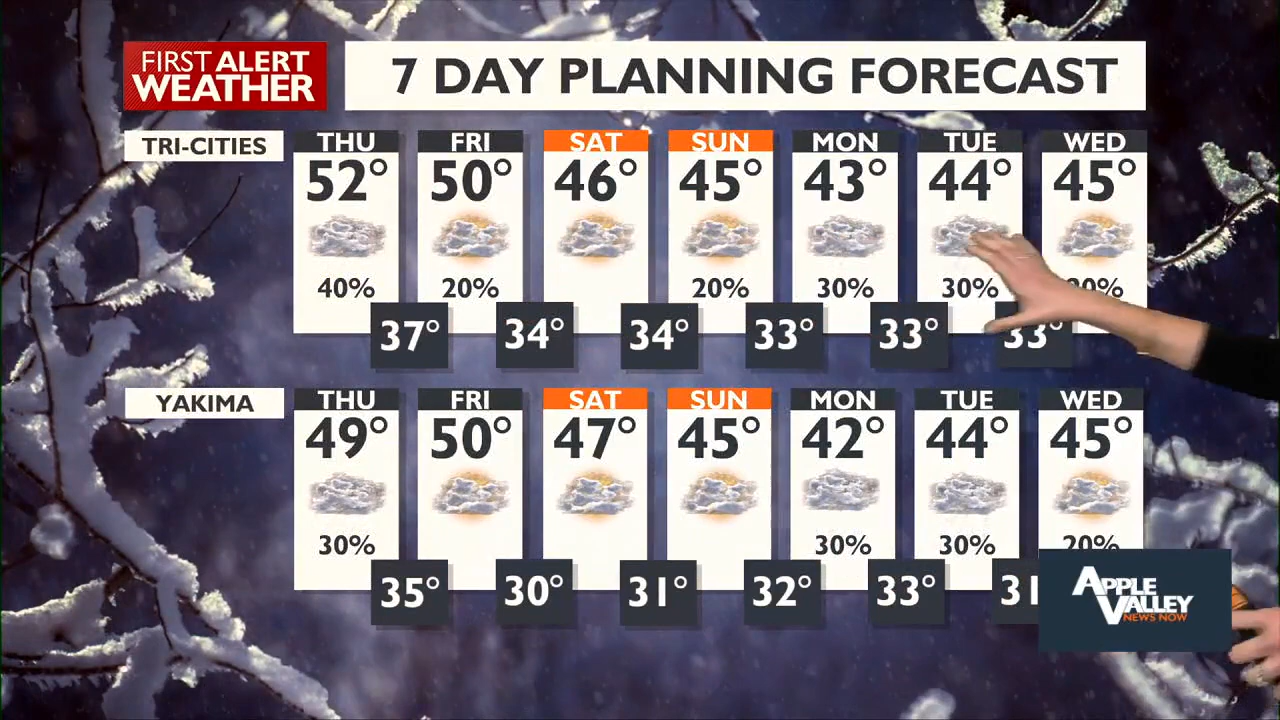 FIRST ALERT
WEATHER
7 DAY PLANNING FORECAST
TRI-CITIES
THU FRI SAT SUN MON TUE WED
52° 50° 46° 45° 43° 44° 45°
40% 20% 20% 30% 30%
37° 34° 34° 33° 33° 33°
YAKIMA
THU FRI SAT SUN MON TUE WED
49° 50° 47° 45° 42° 44° 45°
30% 30% 30% 20%
35° 30° 31° 32° 33° 31
APPLE
VALLEY
NEWS NOW